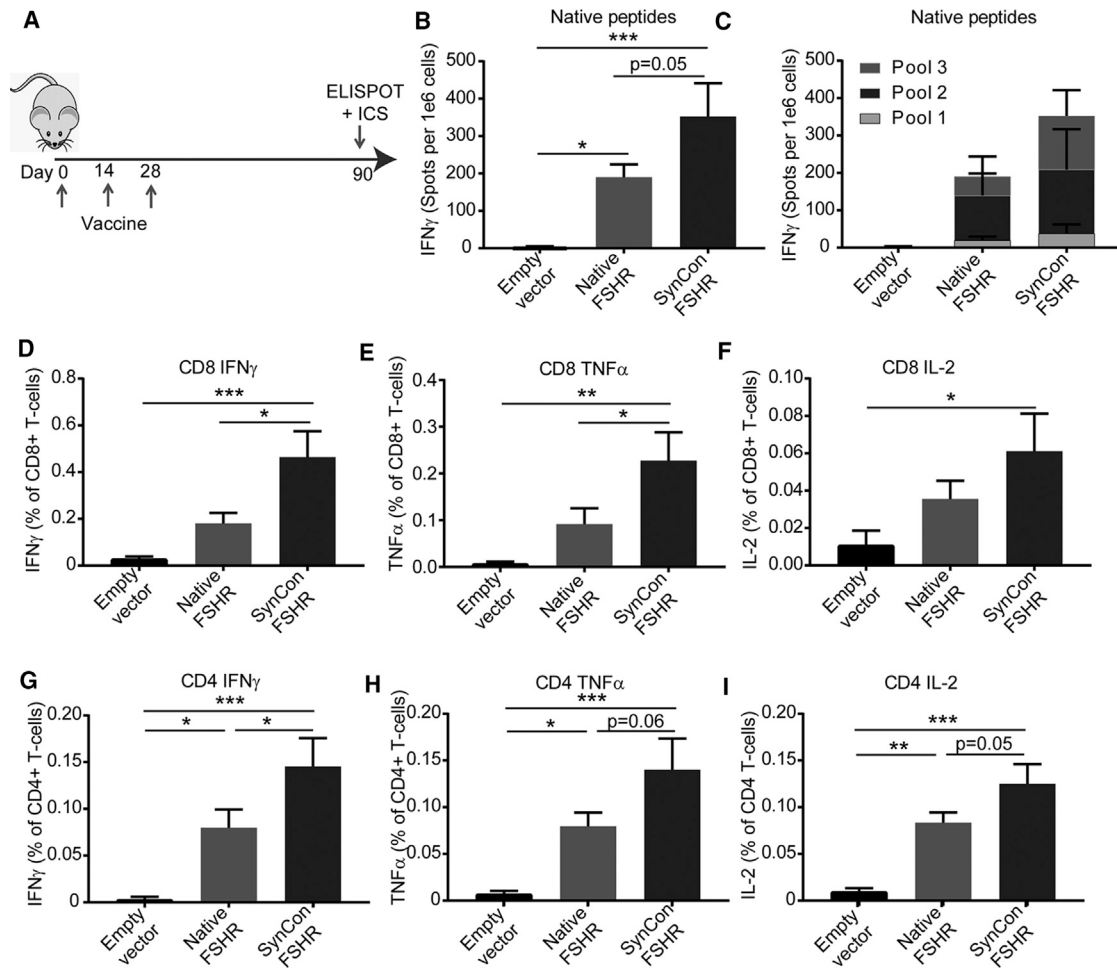 A
ELISPOT
+ ICS
Day 0 14 28 90
Vaccine
B
Native peptides
***
p=0.05
*
IFNγ (Spots per 1e6 cells)
500
400
300
200
100
0
Empty vector
Native FSHR
SynCon FSHR
C
Native peptides
Pool 3
Pool 2
Pool 1
IFNγ (Spots per 1e6 cells)
500
400
300
200
100
0
Empty vector
Native FSHR
SynCon FSHR
D
CD8 IFNγ
***
*
IFNγ (% of CD8+ T-cells)
0.8
0.6
0.4
0.2
0
Empty vector
Native FSHR
SynCon FSHR
E
CD8 TNFα
**
*
TNFα (% of CD8+ T-cells)
0.4
0.3
0.2
0.1
0
Empty vector
Native FSHR
SynCon FSHR
F
CD8 IL-2
*
IL-2 (% of CD8+ T-cells)
0.10
0.08
0.06
0.04
0.02
0.00
Empty vector
Native FSHR
SynCon FSHR
G
CD4 IFNγ
***
*
*
IFNγ (% of CD4+ T-cells)
0.20
0.15
0.10
0.05
0
Empty vector
Native FSHR
SynCon FSHR
H
CD4 TNFα
***
*
p=0.06
TNFα (% of CD4+ T-cells)
0.20
0.15
0.10
0.05
0
Empty vector
Native FSHR
SynCon FSHR
I
CD4 IL-2
***
**
p=0.05
IL-2 (% of CD4 T-cells)
0.20
0.15
0.10
0.05
0
Empty vector
Native FSHR
SynCon FSHR